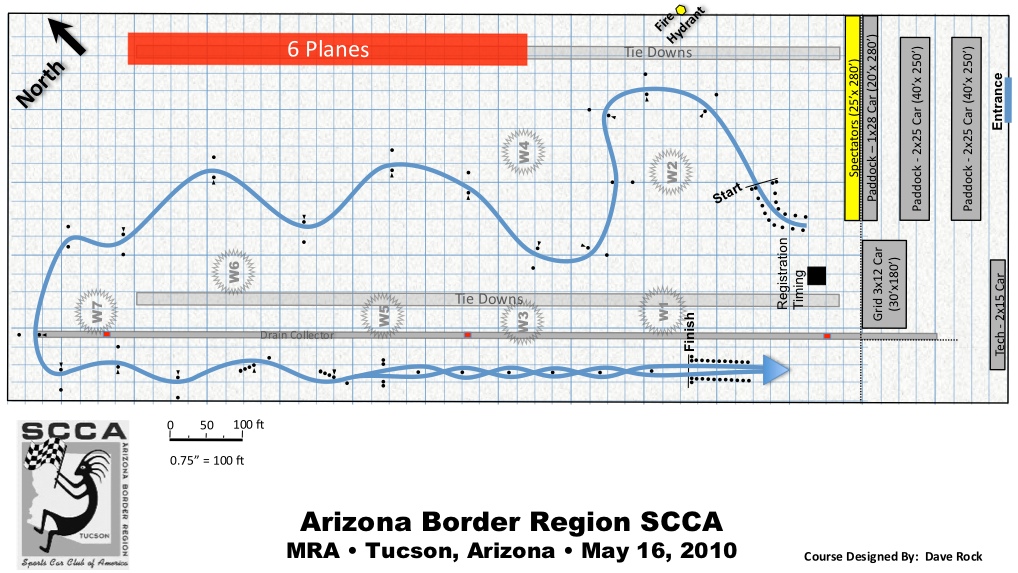 North
6 Planes
Tie Downs
Fire
Hydrant
Spectators (25'x 280')
Paddock – 1x28 Car (20'x 280')
Paddock - 2x25 Car (40'x 250')
Paddock - 2x25 Car (40'x 250')
Entrance
W4
W2
Start
W6
Registration
Timing
Grid 3x12 Car
(30'x180')
Tech - 2x15 Car
W7
Tie Downs
W5
W3
W1
Finish
Drain Collector
SCCA
ARIZONA BORDER REGION
TUCSON
Sports Car Club of America
0 50 100 ft
0.75” = 100 ft
Arizona Border Region SCCA
MRA • Tucson, Arizona • May 16, 2010
Course Designed By: Dave Rock